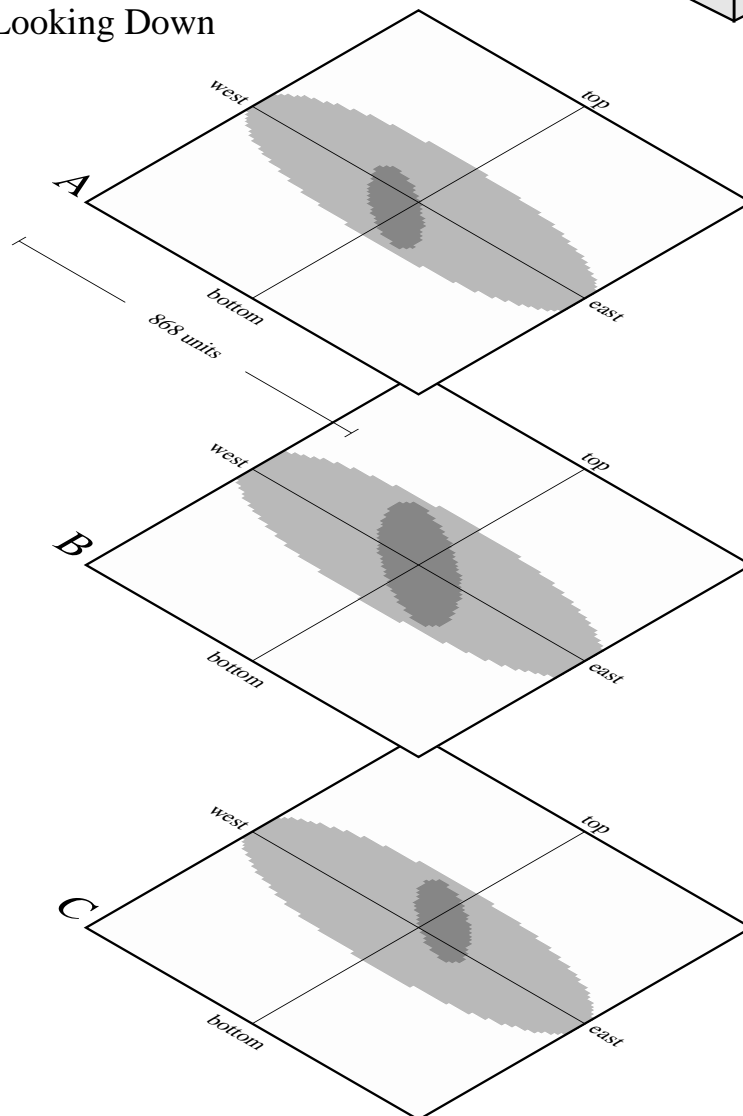 Looking Down
west
top
A
bottom
east
868 units
west
top
B
bottom
east
west
top
C
bottom
east